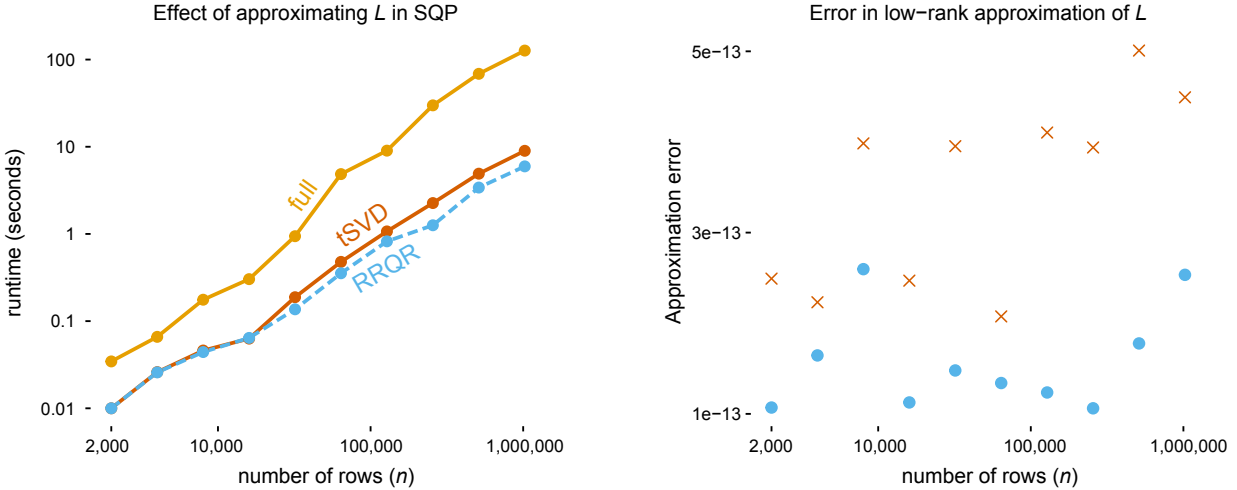 Effect of approximating L in SQP
runtime (seconds)
100
10
1
0.1
0.01
full
tSVD
RRQR
2,000
10,000
100,000
1,000,000
number of rows (n)
Error in low−rank approximation of L
Approximation error
5e−13
3e−13
1e−13
2,000
10,000
100,000
1,000,000
number of rows (n)